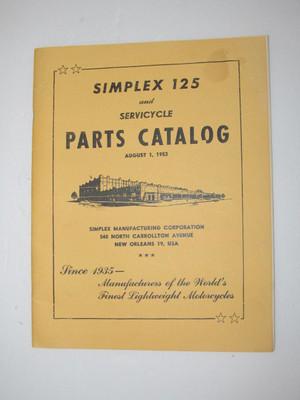 SIMPLEX 125
and
SERVICYCLE
PARTS CATALOG
AUGUST 1, 1953
SIMPLEX MANUFACTURING CORPORATION
540 NORTH CARROLLTON AVENUE
NEW ORLEANS 19, USA
Since 1935—
Manufacturers of the World's
Finest Lightweight Motorcycles